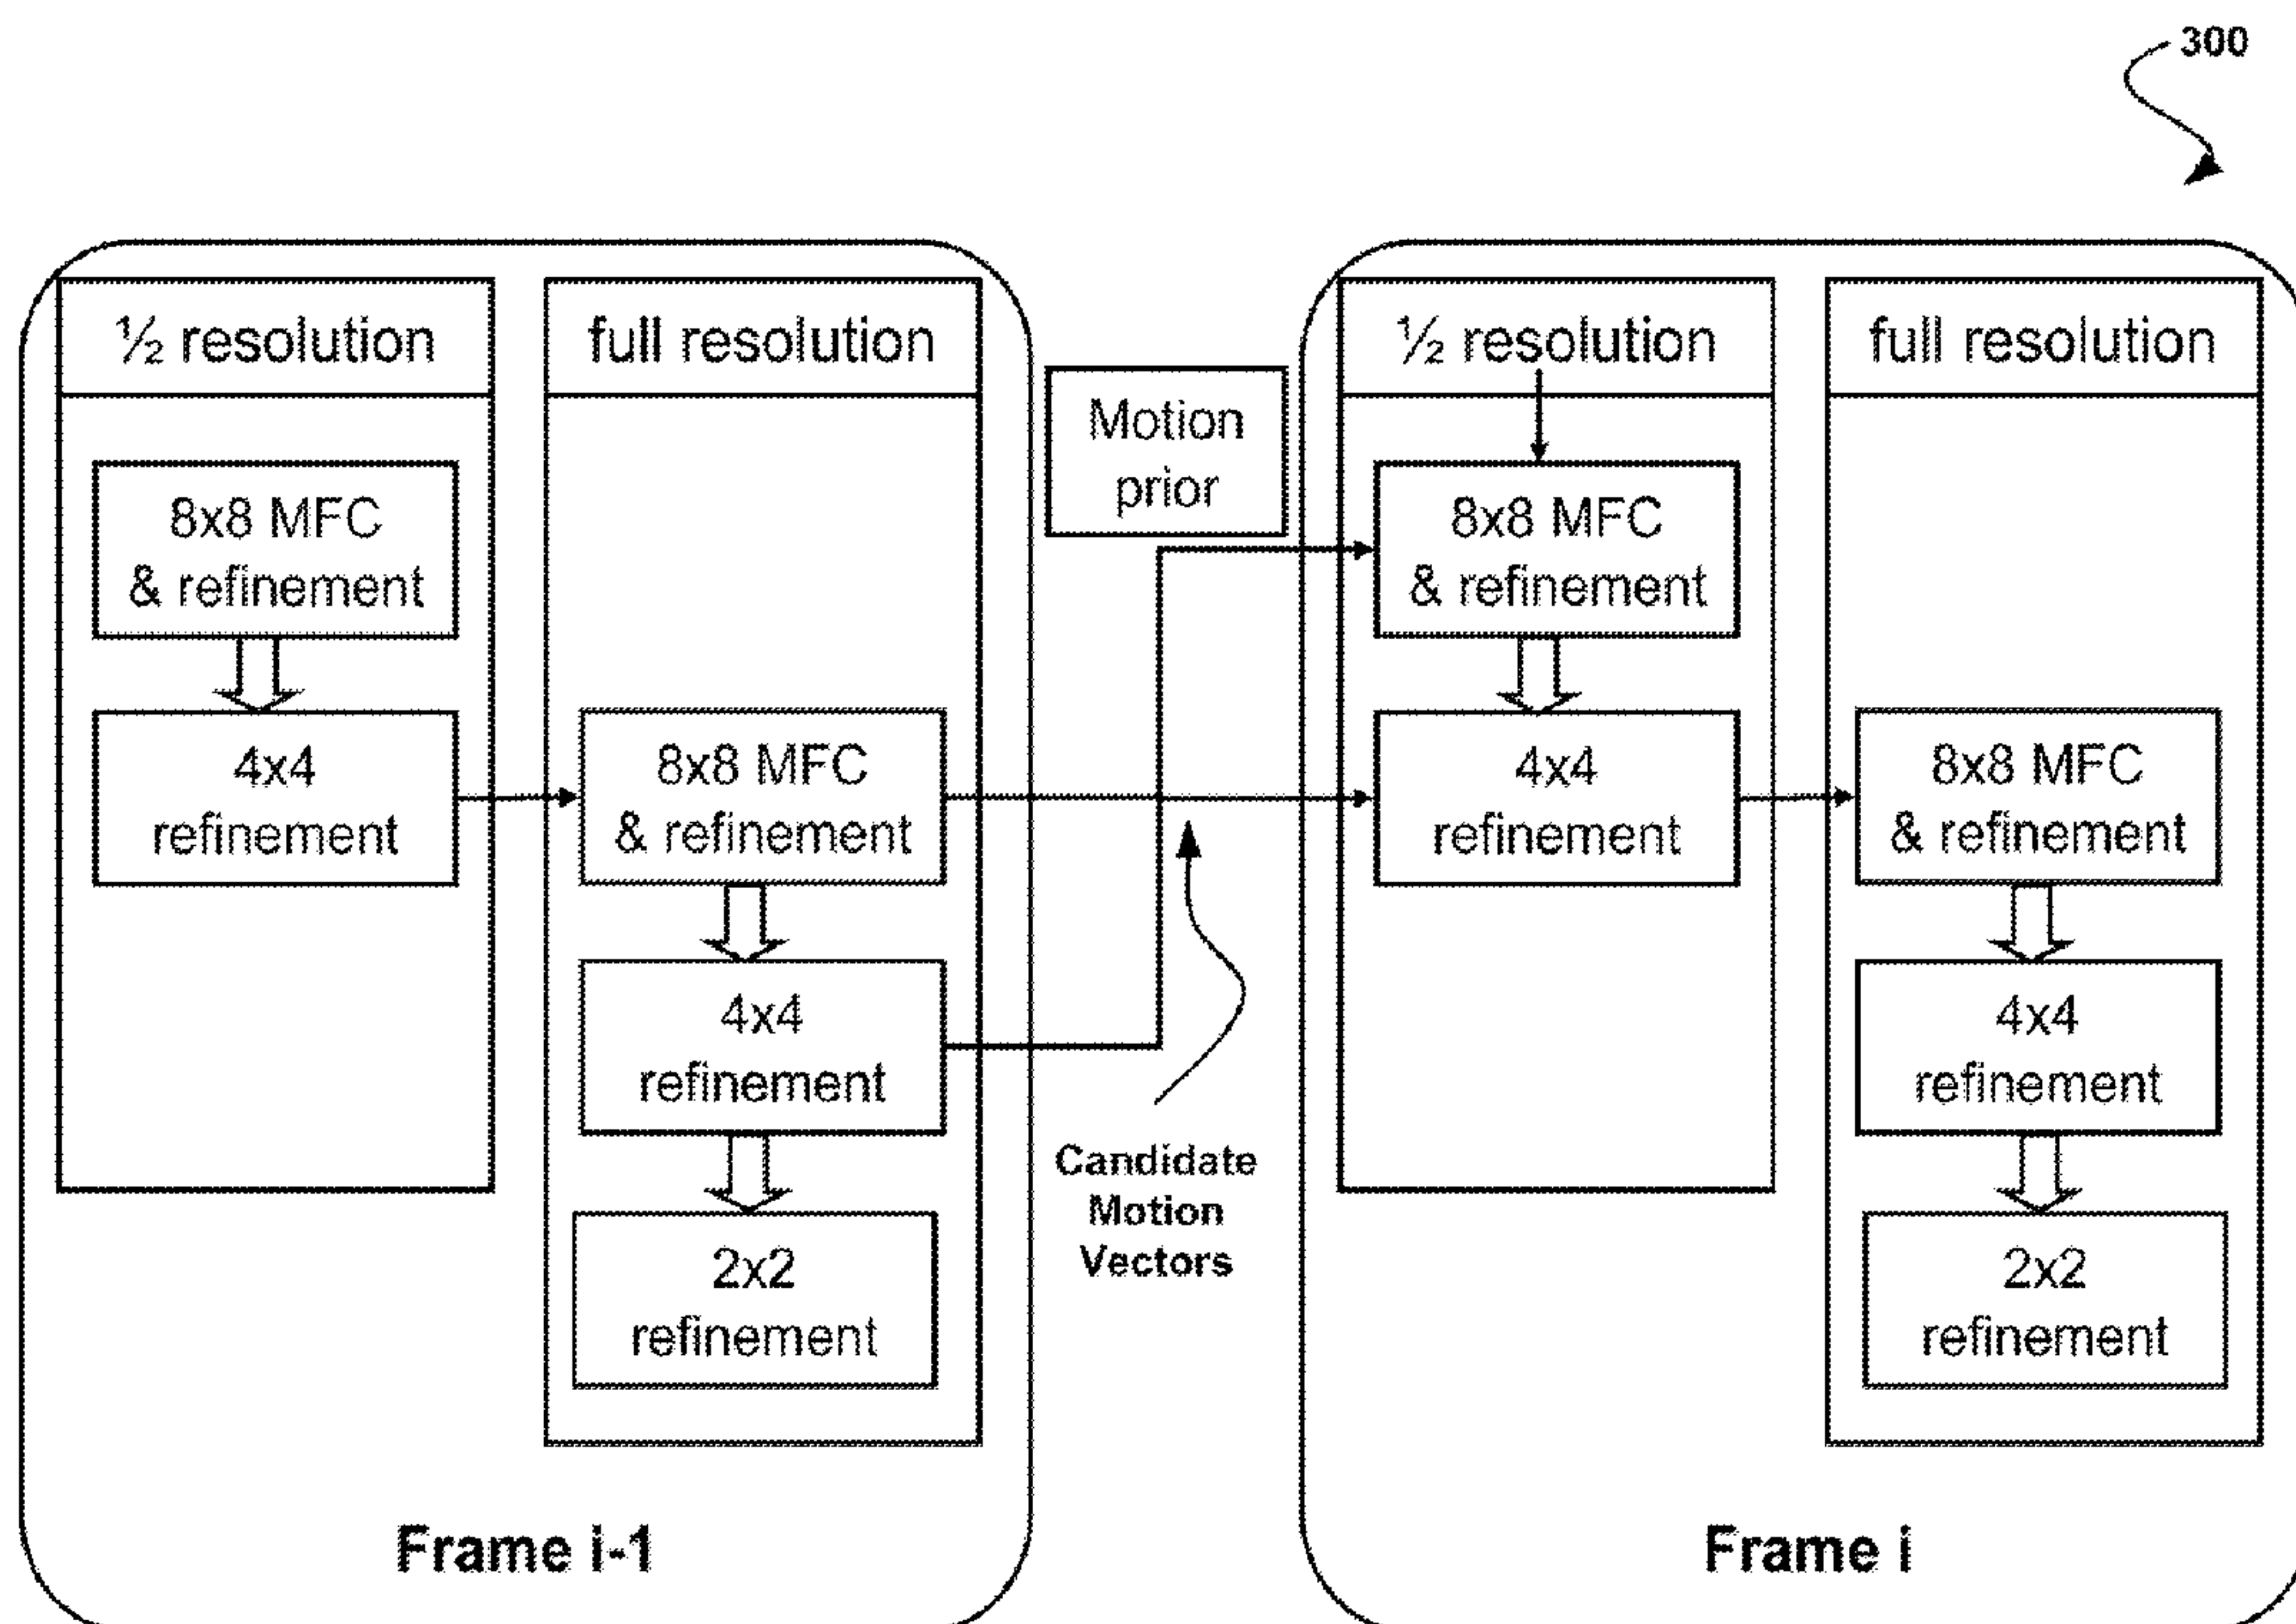 300
½ resolution
8x8 MFC
& refinement
4x4
refinement
full resolution
8x8 MFC
& refinement
4x4
refinement
2x2
refinement
Frame i-1
Motion
prior
Candidate
Motion
Vectors
½ resolution
8x8 MFC
& refinement
4x4
refinement
full resolution
8x8 MFC
& refinement
4x4
refinement
2x2
refinement
Frame i